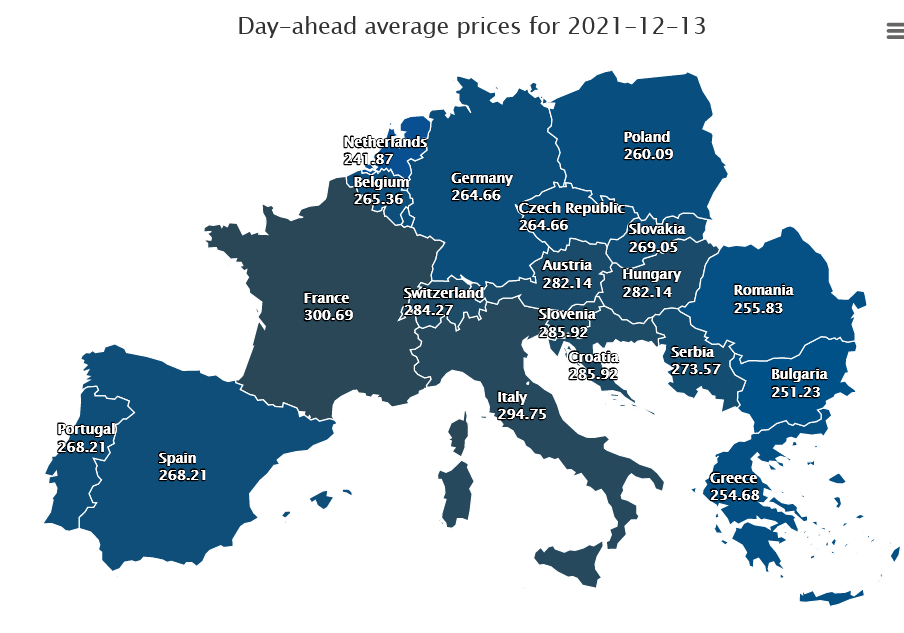 Day-ahead average prices for 2021-12-13
Poland
260.09
Netherlands
241.87
Belgium
265.36
Germany
264.66
Czech Republic
264.66
Slovakia
269.05
Austria
282.14
Hungary
282.14
Switzerland
284.27
France
300.69
Romania
255.83
Slovenia
285.92
Croatia
285.92
Serbia
273.57
Bulgaria
251.23
Italy
294.75
Portugal
268.21
Spain
268.21
Greece
254.68